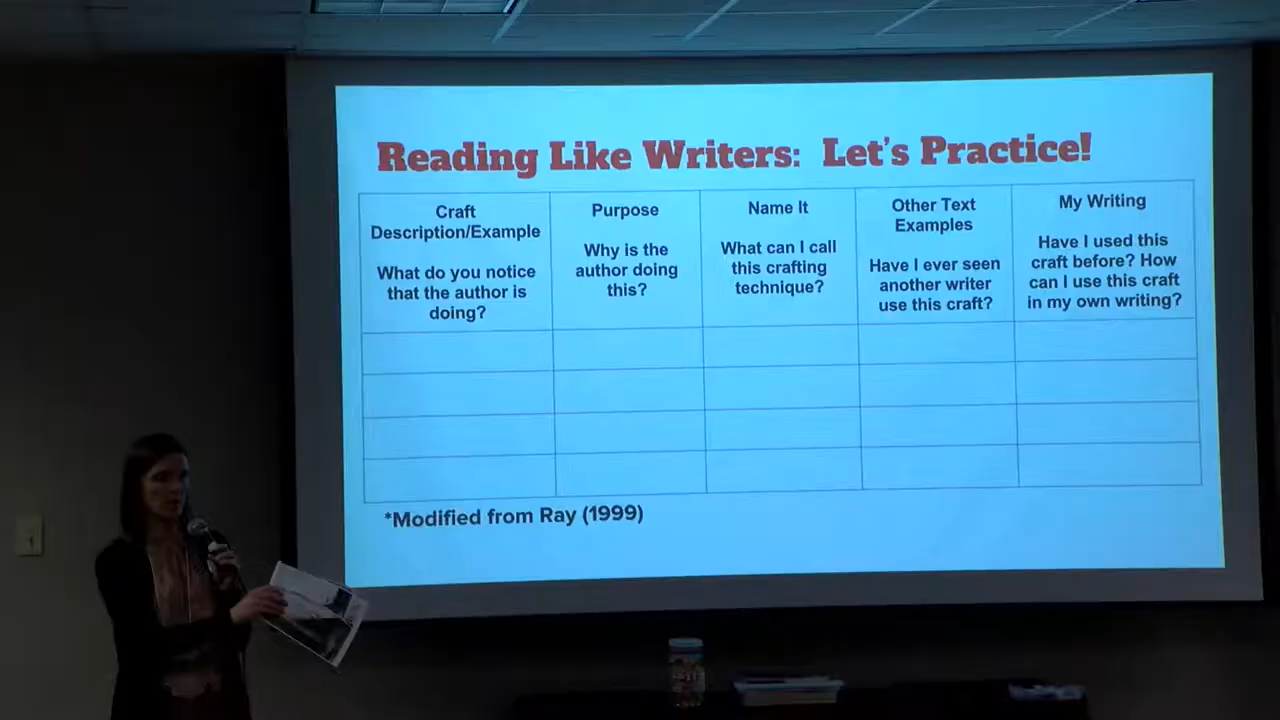 Reading Like Writers: Let's Practice!
Craft
Description/Example
What do you notice
that the author is
doing?
Purpose
Why is the
author doing
this?
Name It
What can I call
this crafting
technique?
Other Text
Examples
Have I ever seen
another writer
use this craft?
My Writing
Have I used this
craft before? How
can I use this craft
in my own writing?
*Modified from Ray (1999)